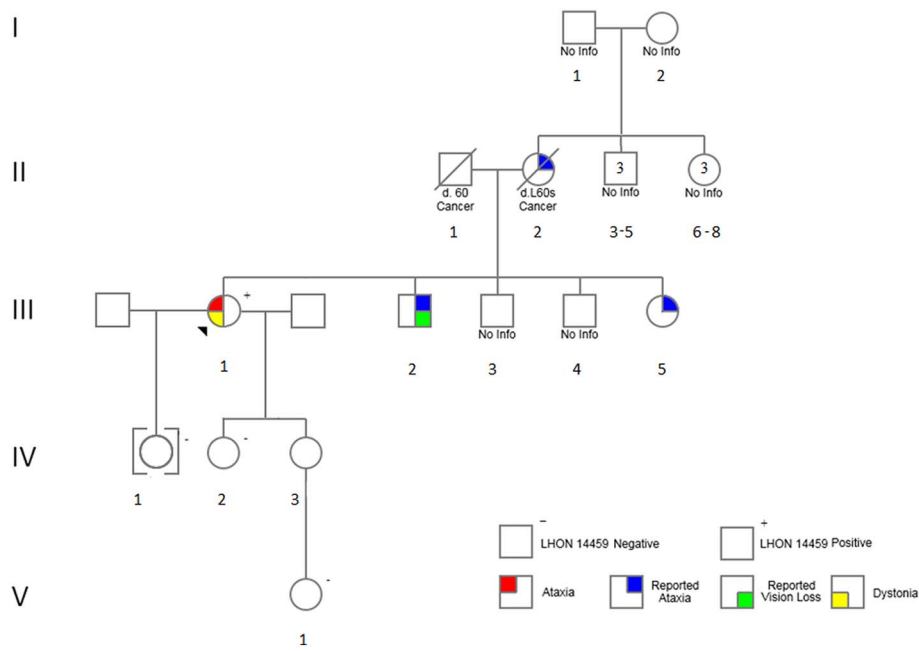 I
No Info
No Info
1
2
II
3
3
d. 60
Cancer
d.L60s
Cancer
No Info
No Info
1
2
3-5
6-8
III
+
No Info
No Info
1
2
3
4
5
IV
-
-
1
2
3
V
-
1
− LHON 14459 Negative
+ LHON 14459 Positive
Ataxia
Reported
Ataxia
Reported
Vision Loss
Dystonia